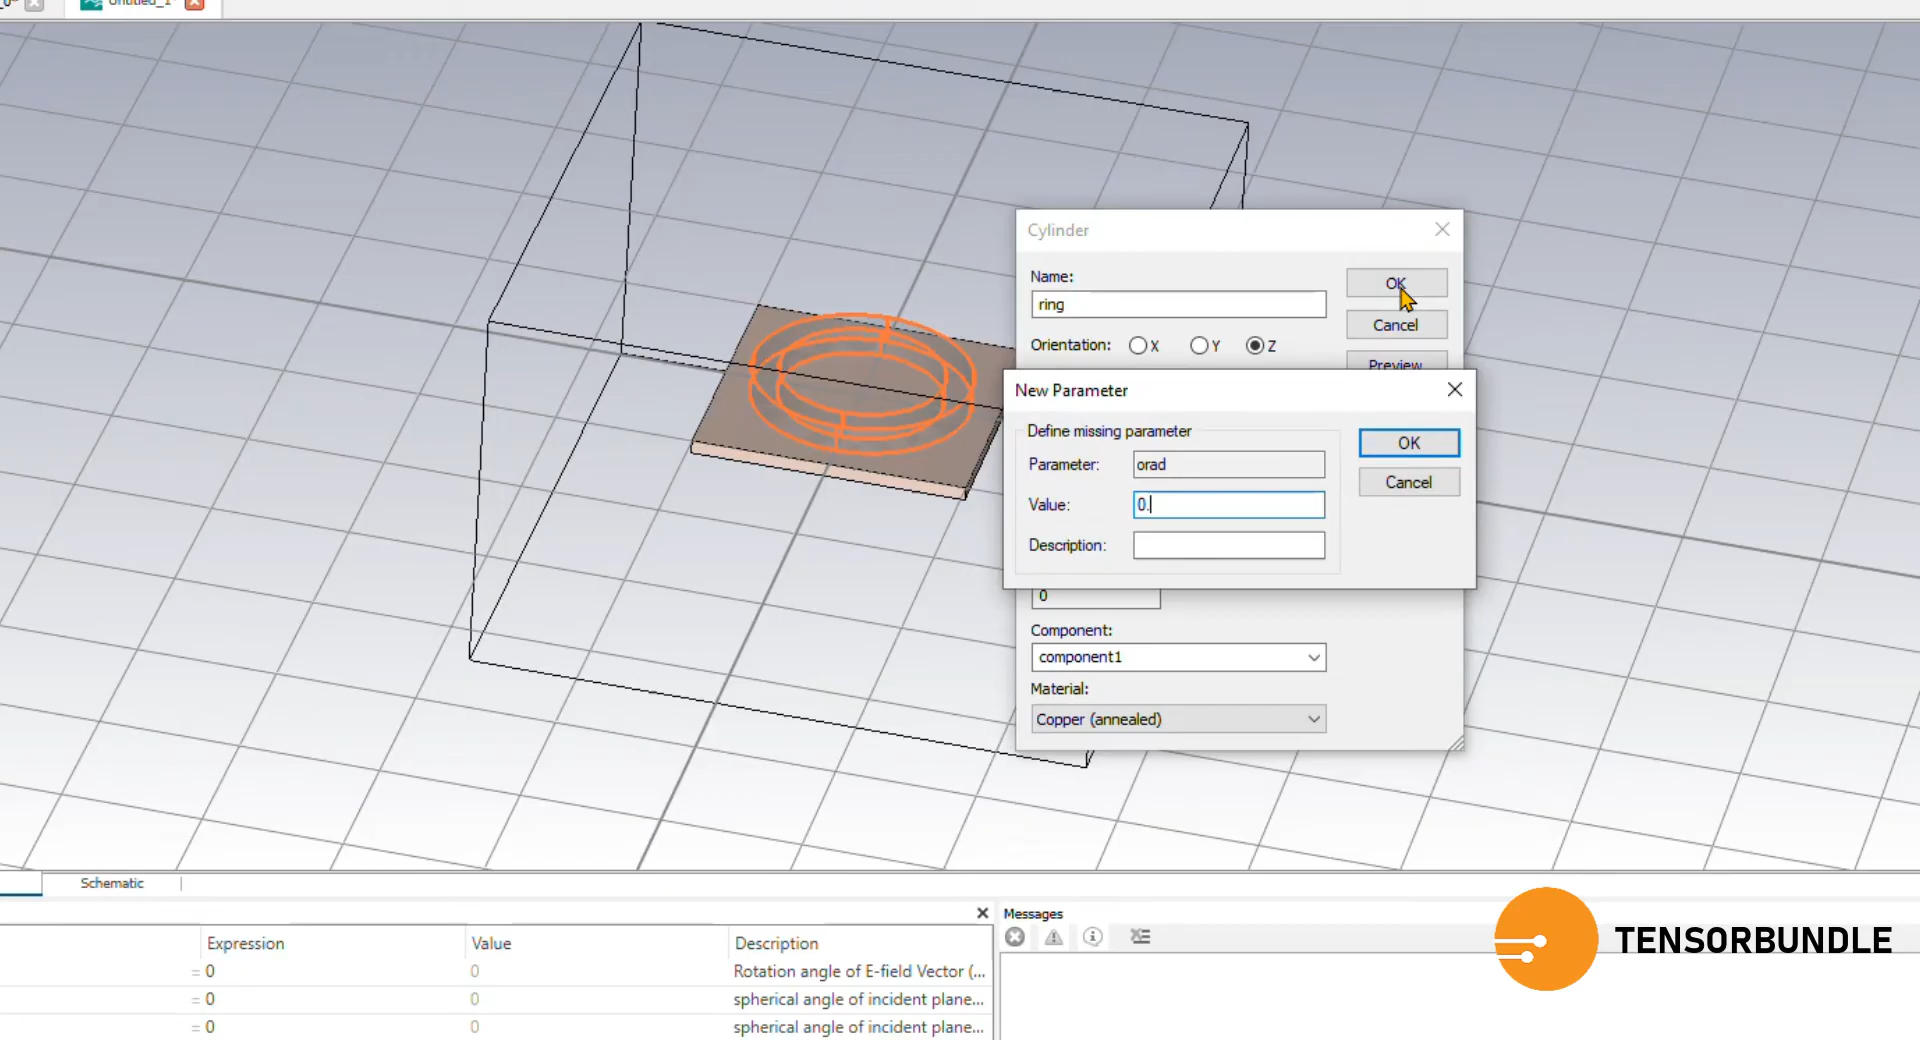 Untitled_1*
Cylinder
Name:
OK
ring
Cancel
Orientation:
X
Y
Z
Preview
New Parameter
Define missing parameter
OK
Parameter:
orad
Cancel
Value:
0.
Description:
0
Component:
component1
Material:
Copper (annealed)
Schematic
Messages
Expression
Value
Description
= 0
0
Rotation angle of E-field Vector (...
= 0
0
spherical angle of incident plane...
= 0
0
spherical angle of incident plane...
TENSORBUNDLE